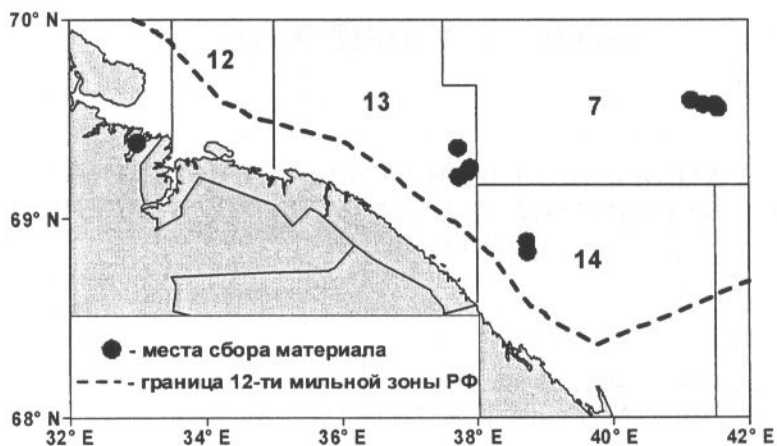 70° N
12
13
7
69° N
14
- места сбора материала
- граница 12-ти мильной зоны РФ
68° N
32° E 34° E 36° E 38° E 40° E 42° E